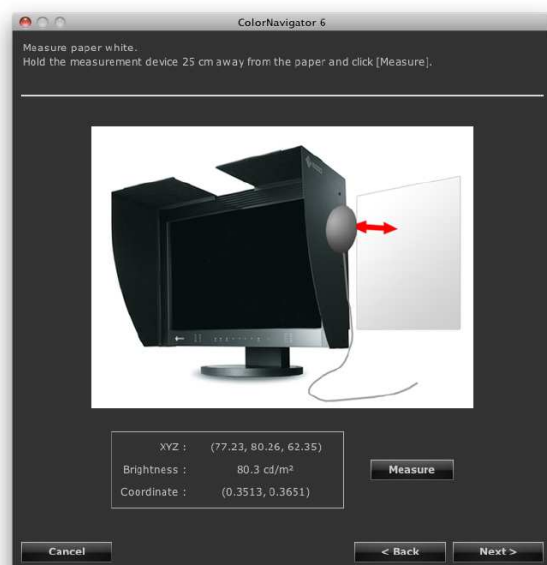 ColorNavigator 6
Measure paper white.
Hold the measurement device 25 cm away from the paper and click [Measure].
XYZ : (77.23, 80.26, 62.35)
Brightness : 80.3 cd/m²
Measure
Coordinate : (0.3513, 0.3651)
Cancel
< Back
Next >